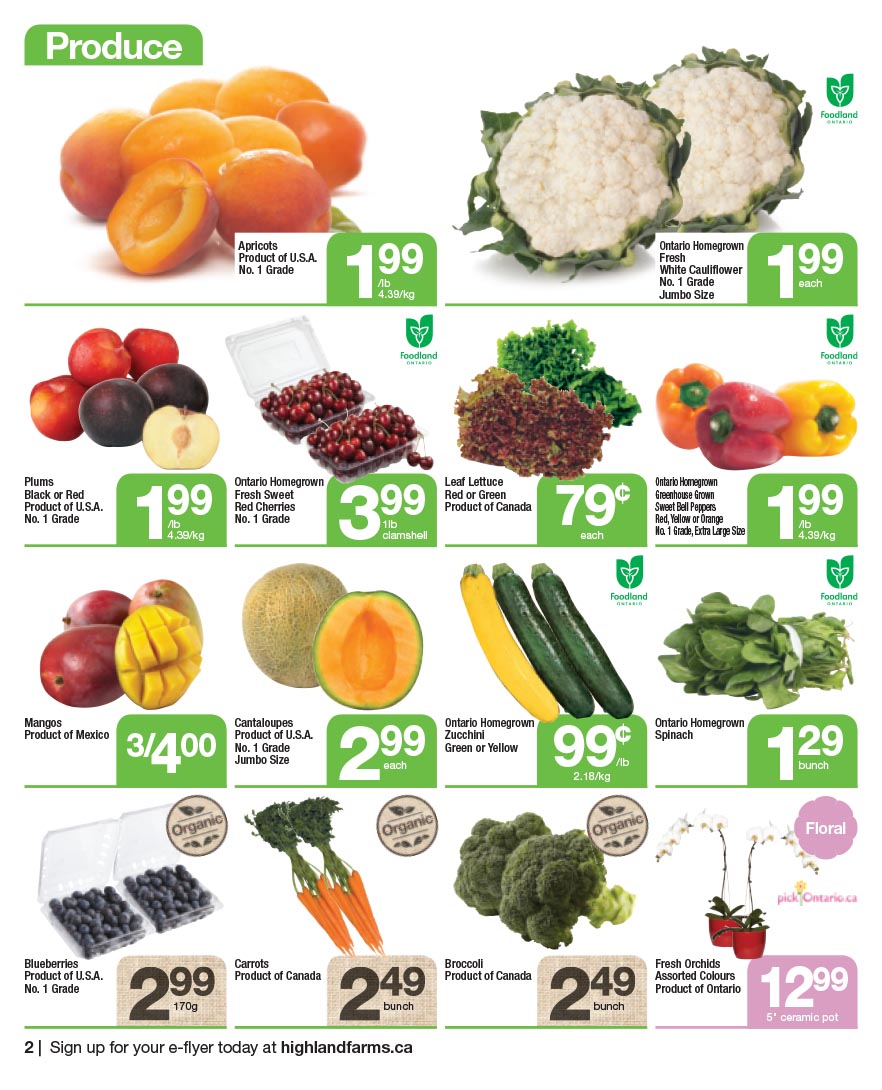 Produce
Foodland
ONTARIO
Apricots
Product of U.S.A.
No. 1 Grade
1.99
/lb
4.39/kg
Ontario Homegrown
Fresh
White Cauliflower
No. 1 Grade
Jumbo Size
1.99
each
Plums
Black or Red
Product of U.S.A.
No. 1 Grade
1.99
/lb
4.39/kg
Foodland
ONTARIO
Ontario Homegrown
Fresh Sweet
Red Cherries
No. 1 Grade
3.99
1lb
clamshell
Leaf Lettuce
Red or Green
Product of Canada
79¢
each
Foodland
ONTARIO
Ontario Homegrown
Greenhouse Grown
Sweet Bell Peppers
Red, Yellow or Orange
No. 1 Grade, Extra Large Size
1.99
/lb
4.39/kg
Mangos
Product of Mexico
3/4.00
Cantaloupes
Product of U.S.A.
No. 1 Grade
Jumbo Size
2.99
each
Foodland
ONTARIO
Ontario Homegrown
Zucchini
Green or Yellow
99¢
/lb
2.18/kg
Foodland
ONTARIO
Ontario Homegrown
Spinach
1.29
bunch
Organic
Blueberries
Product of U.S.A.
No. 1 Grade
2.99
170g
Organic
Carrots
Product of Canada
2.49
bunch
Organic
Broccoli
Product of Canada
2.49
bunch
Floral
pickOntario.ca
Fresh Orchids
Assorted Colours
Product of Ontario
12.99
5" ceramic pot
2 | Sign up for your e-flyer today at highlandfarms.ca